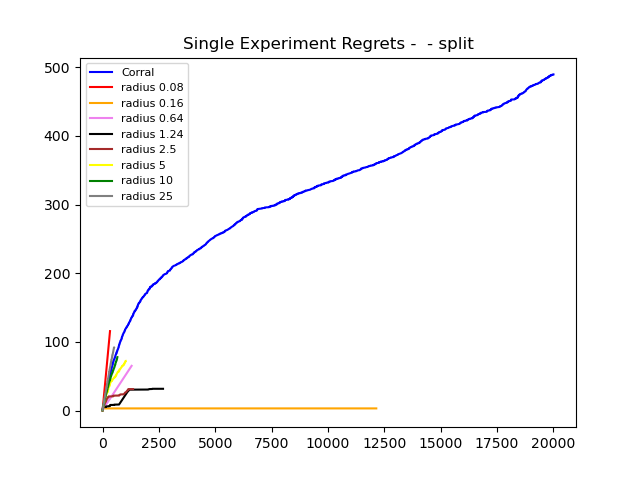 Single Experiment Regrets -  - split
500
400
300
200
100
0
Corral
radius 0.08
radius 0.16
radius 0.64
radius 1.24
radius 2.5
radius 5
radius 10
radius 25
0 2500 5000 7500 10000 12500 15000 17500 20000